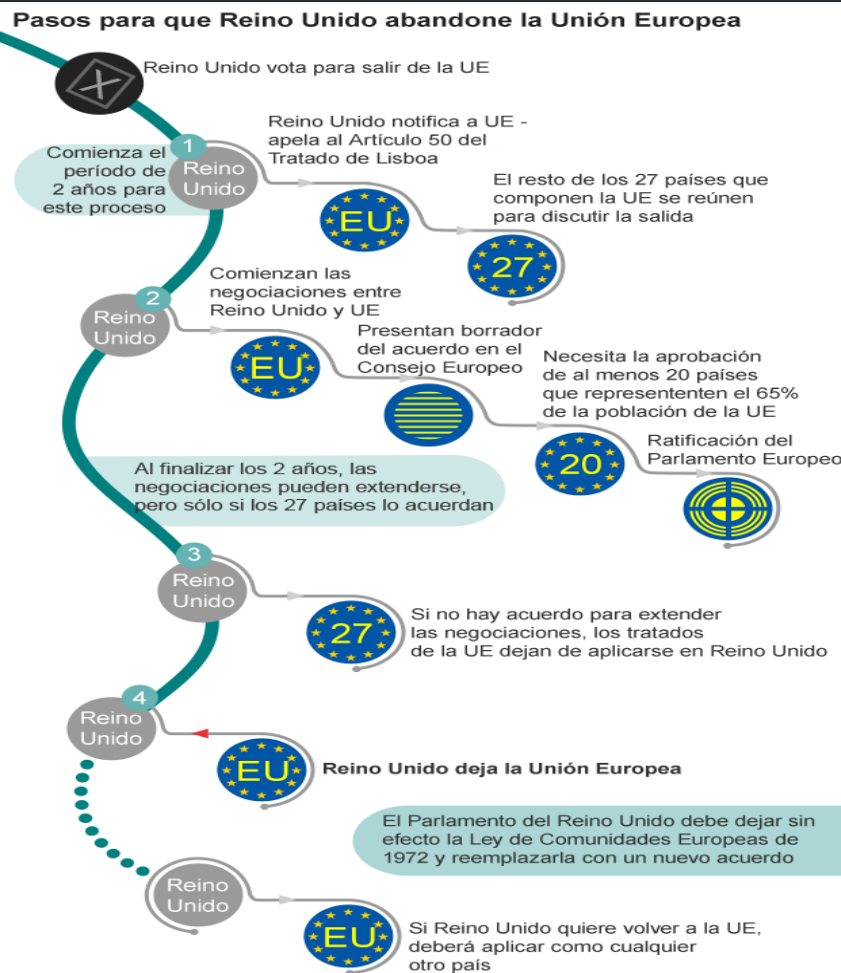 Pasos para que Reino Unido abandone la Unión Europea
Reino Unido vota para salir de la UE
1
Reino
Unido
Comienza el
período de
2 años para
este proceso
Reino Unido notifica a UE -
apela al Artículo 50 del
Tratado de Lisboa
EU
El resto de los 27 países que
componen la UE se reúnen
para discutir la salida
27
2
Reino
Unido
Comienzan las
negociaciones entre
Reino Unido y UE
EU
Presentan borrador
del acuerdo en el
Consejo Europeo
Necesita la aprobación
de al menos 20 países
que represententen el 65%
de la población de la UE
20
Ratificación del
Parlamento Europeo
Al finalizar los 2 años, las
negociaciones pueden extenderse,
pero sólo si los 27 países lo acuerdan
3
Reino
Unido
27
Si no hay acuerdo para extender
las negociaciones, los tratados
de la UE dejan de aplicarse en Reino Unido
4
Reino
Unido
EU
Reino Unido deja la Unión Europea
El Parlamento del Reino Unido debe dejar sin
efecto la Ley de Comunidades Europeas de
1972 y reemplazarla con un nuevo acuerdo
Reino
Unido
EU
Si Reino Unido quiere volver a la UE,
deberá aplicar como cualquier
otro país